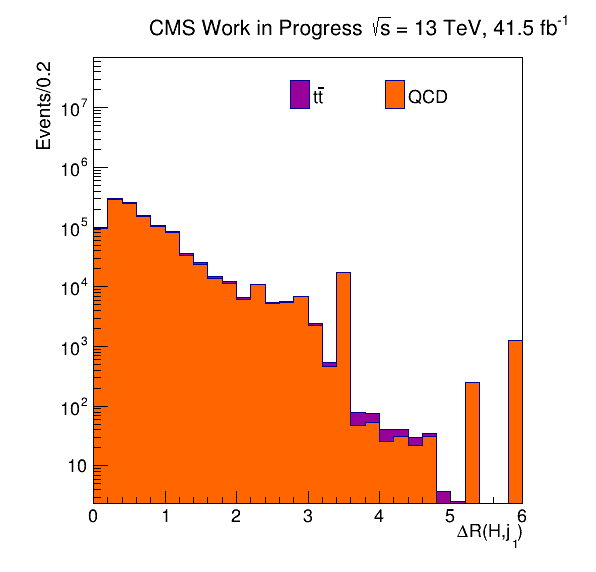 CMS Work in Progress √s = 13 TeV, 41.5 fb⁻¹
Events/0.2
tt̄ QCD
10⁷
10⁶
10⁵
10⁴
10³
10²
10
0 1 2 3 4 5 6
ΔR(H,j₁)